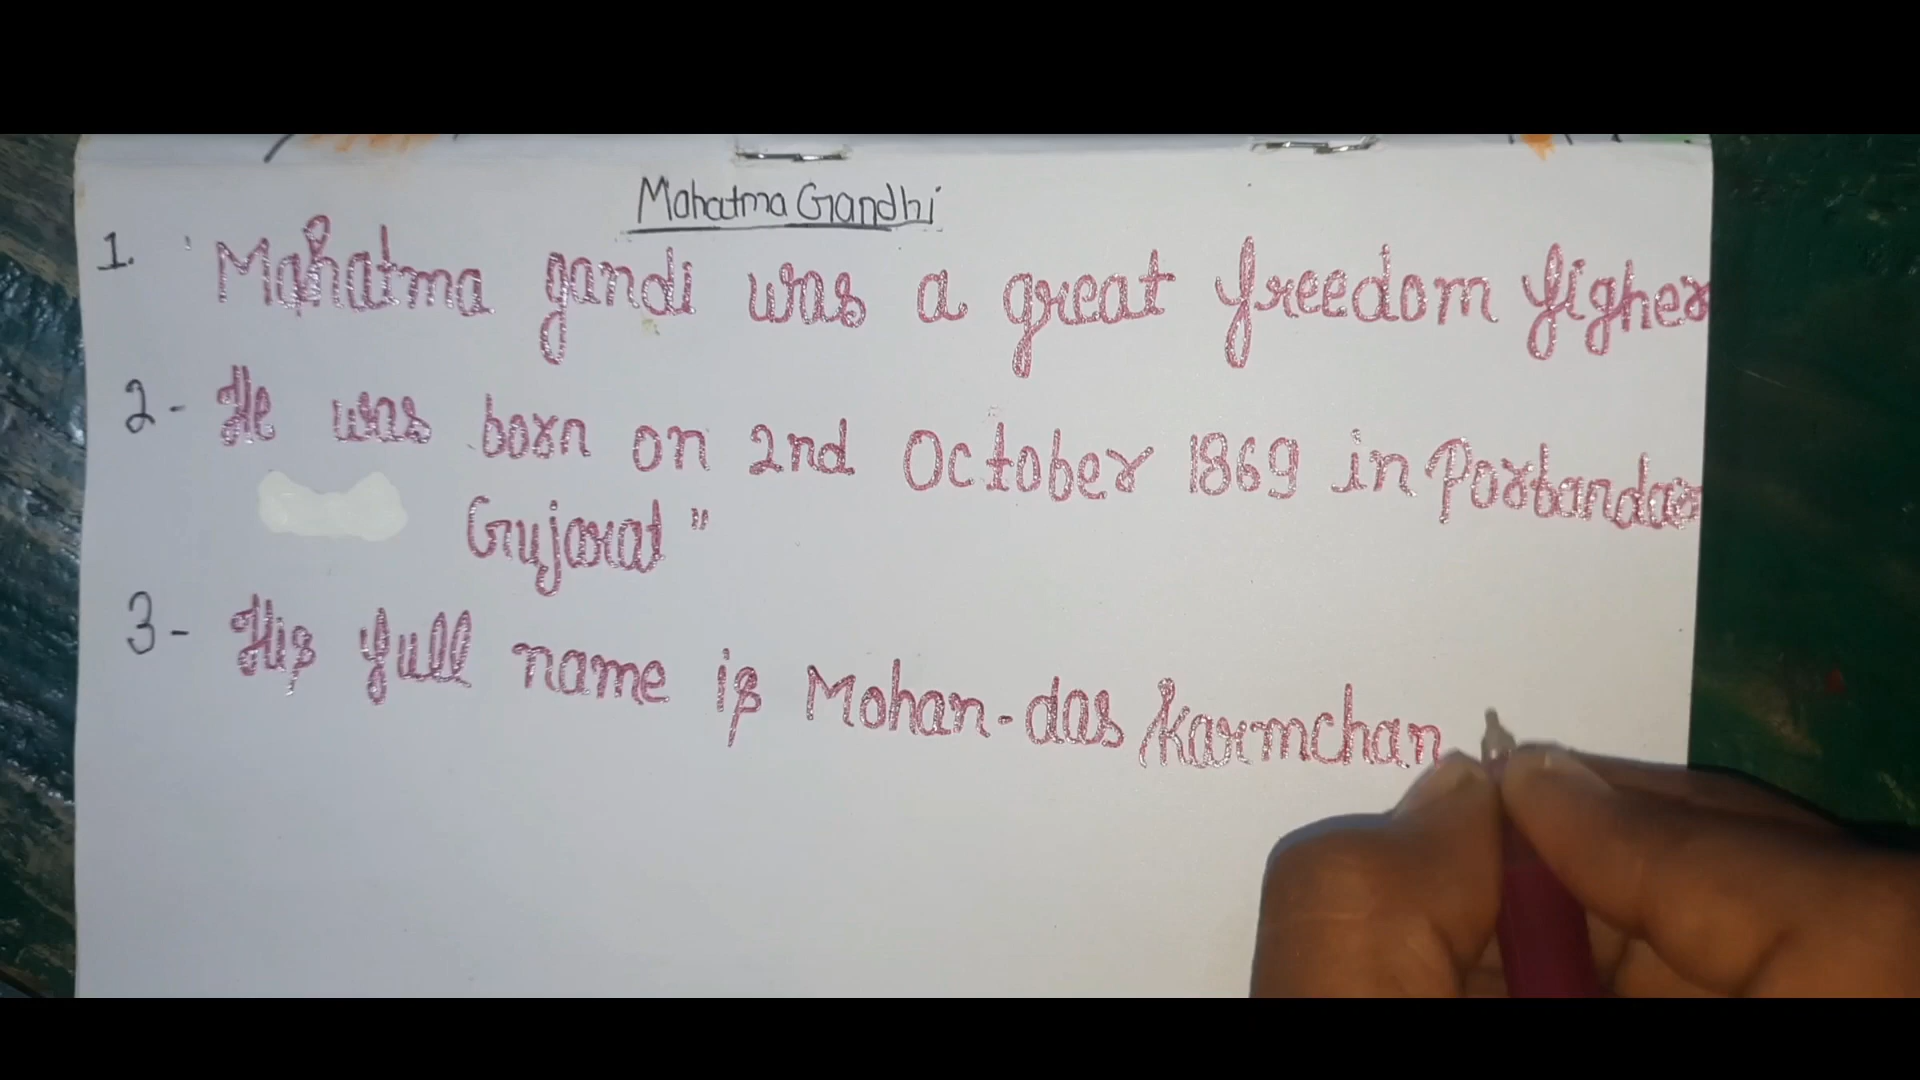 Mahatma Gandhi
1. Mahatma gandi was a great freedom figher
2- He was born on 2nd October 1869 in Porbandar
Gujarat"
3- His full name is Mohan-das Karmchan